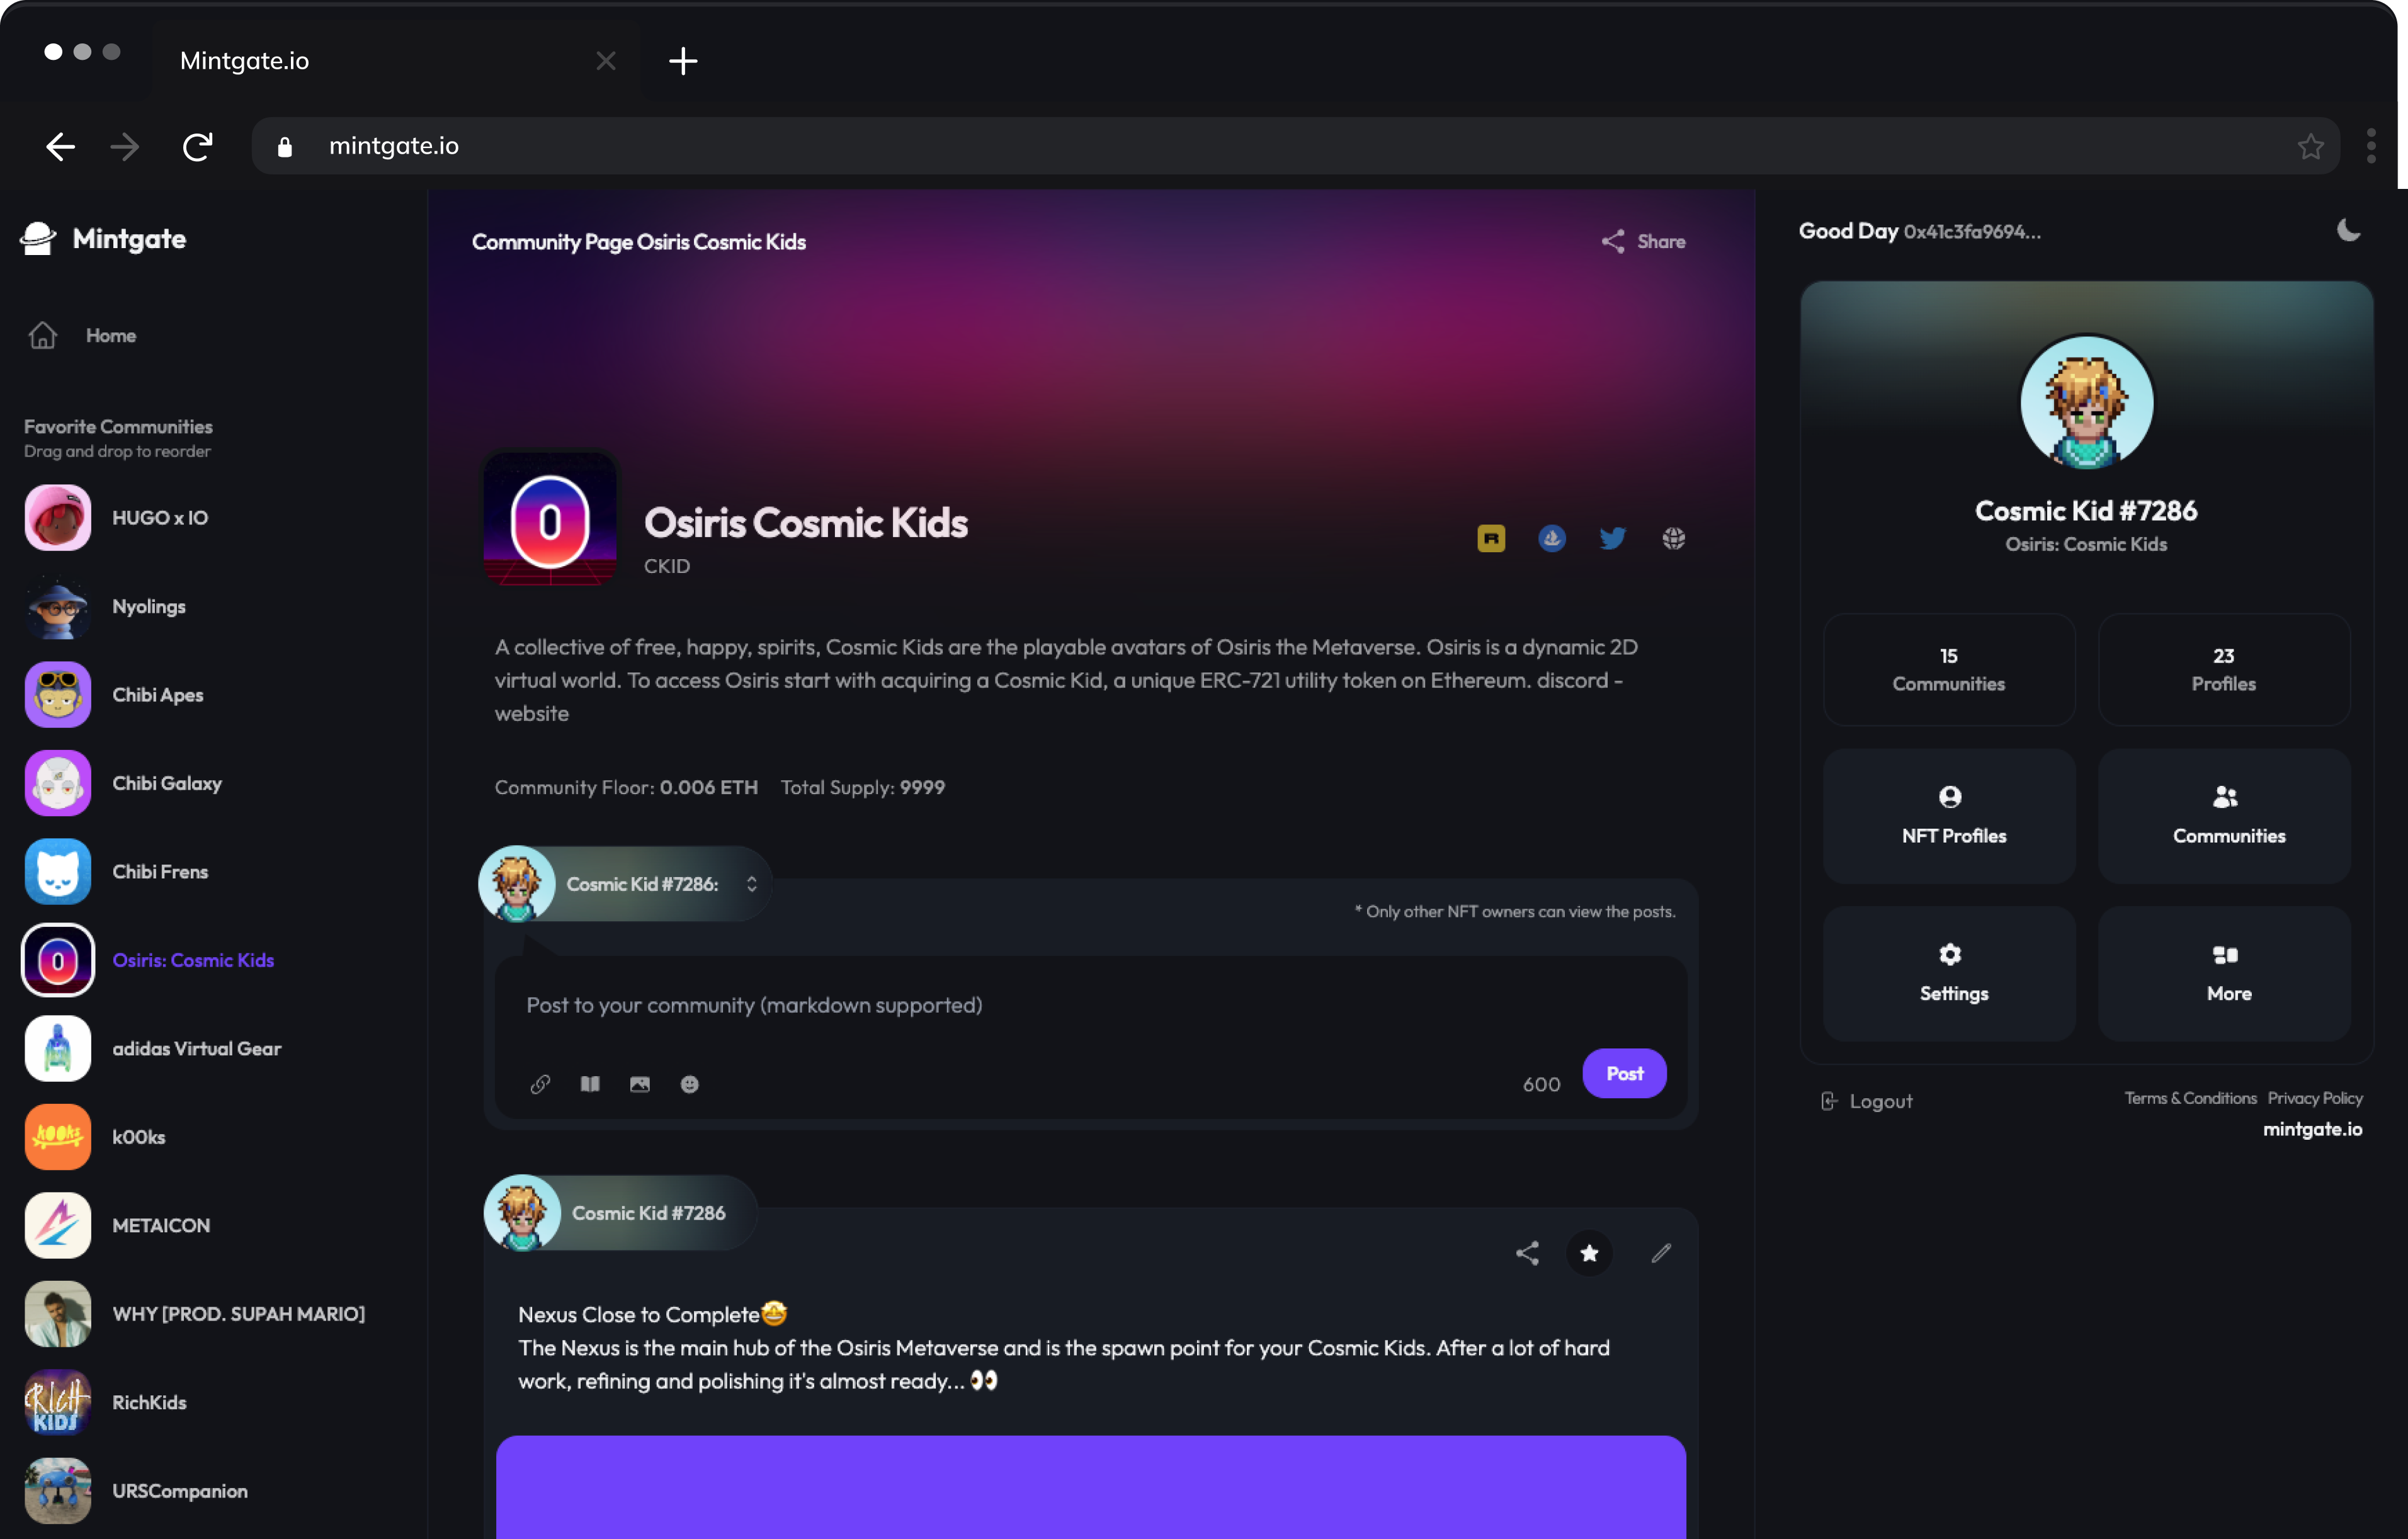 Mintgate.io
mintgate.io
Mintgate
Home
Favorite Communities
Drag and drop to reorder
HUGO x IO
Nyolings
Chibi Apes
Chibi Galaxy
Chibi Frens
Osiris: Cosmic Kids
adidas Virtual Gear
kOOks
k00ks
METAICON
WHY [PROD. SUPAH MARIO]
RICH
KIDS
RichKids
URSCompanion
Community Page Osiris Cosmic Kids
Share
Osiris Cosmic Kids
CKID
R
A collective of free, happy, spirits, Cosmic Kids are the playable avatars of Osiris the Metaverse. Osiris is a dynamic 2D
virtual world. To access Osiris start with acquiring a Cosmic Kid, a unique ERC-721 utility token on Ethereum. discord -
website
Community Floor: 0.006 ETH Total Supply: 9999
Cosmic Kid #7286:
* Only other NFT owners can view the posts.
Post to your community (markdown supported)
600
Post
Cosmic Kid #7286
Nexus Close to Complete🤩
The Nexus is the main hub of the Osiris Metaverse and is the spawn point for your Cosmic Kids. After a lot of hard
work, refining and polishing it's almost ready... 👀
Good Day 0x41c3fa9694...
Cosmic Kid #7286
Osiris: Cosmic Kids
15
Communities
23
Profiles
NFT Profiles
Communities
Settings
More
Logout
Terms & Conditions Privacy Policy
mintgate.io